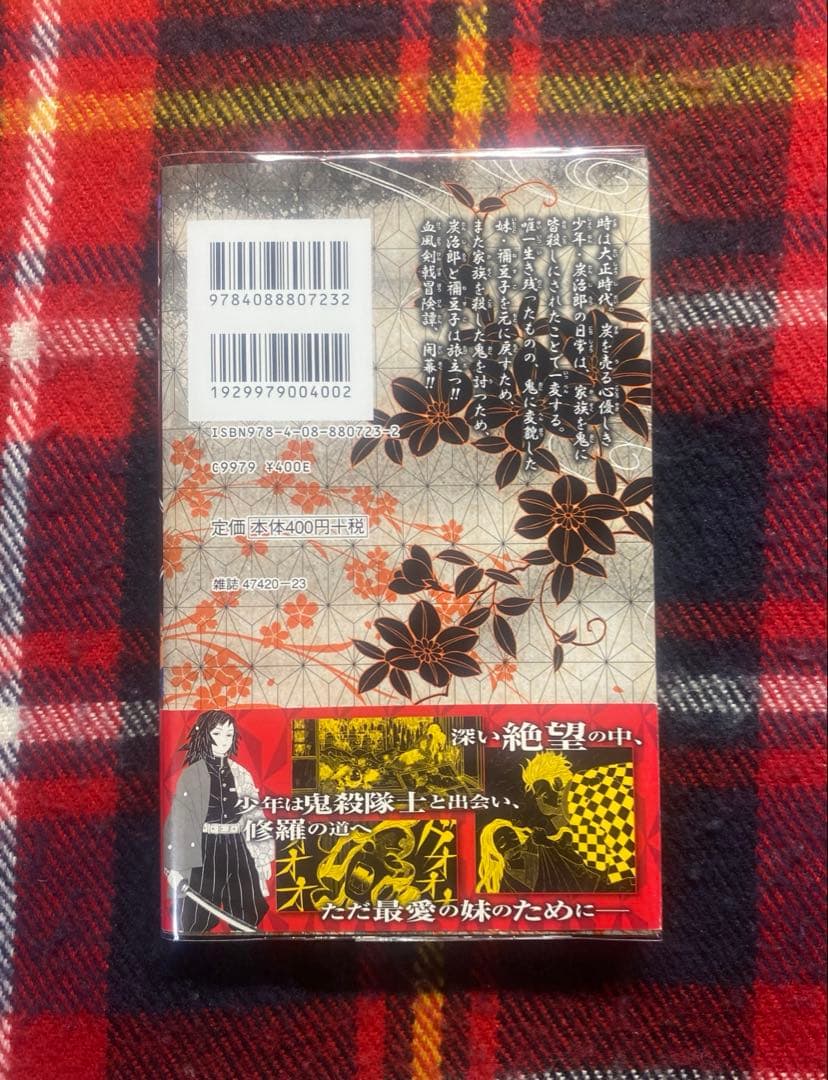 時は大正時代。炭を売る心優しき
少年・炭治郎の日常は、家族を鬼に
皆殺しにされたことで一変する。
唯一生き残ったものの、鬼に変貌した
妹・禰豆子を元に戻すため、
また家族を殺した鬼を討つため、
炭治郎と禰豆子は旅立つ!!
血風剣戟冒険譚、開幕!!
9784088807232
1929979004002
ISBN978-4-08-880723-2
C9979 ¥400E
定価 本体400円+税
雑誌 47420-23
深い絶望の中、
少年は鬼殺隊士と出会い、
修羅の道へ
ただ最愛の妹のために――